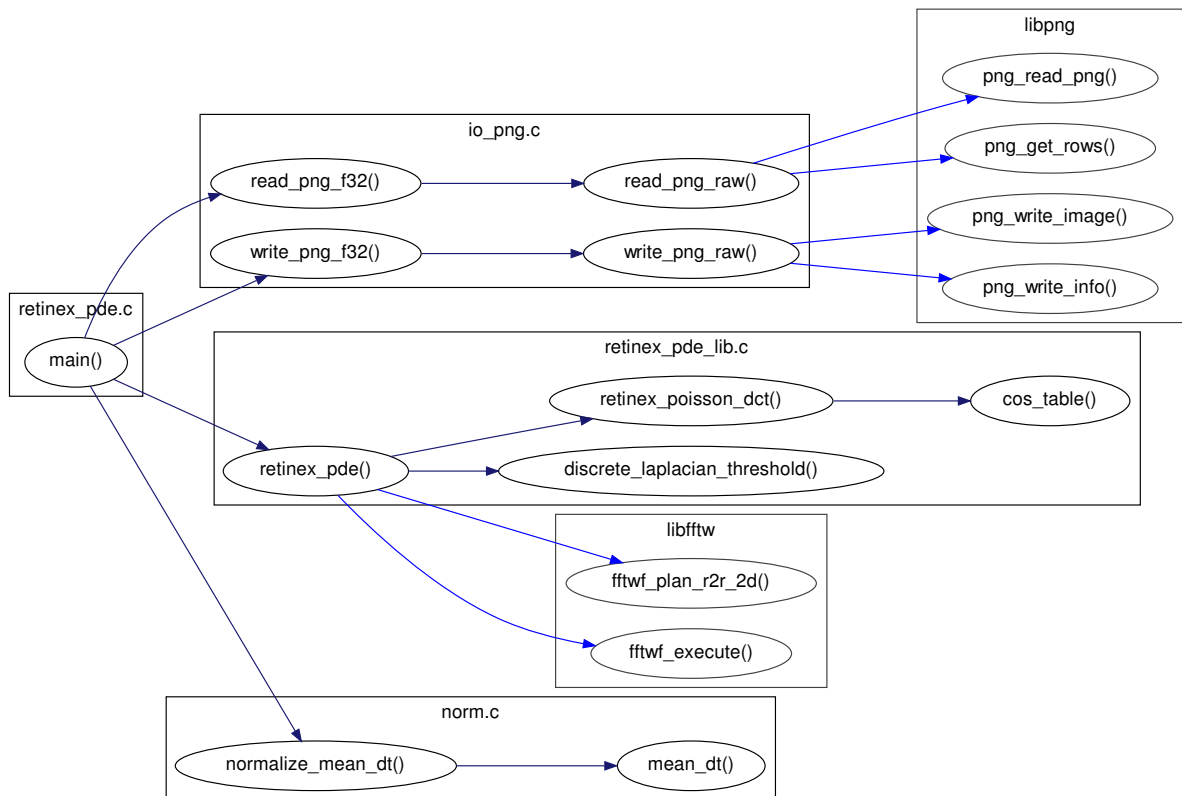 libpng
png_read_png()
png_get_rows()
png_write_image()
png_write_info()
io_png.c
read_png_f32()
read_png_raw()
write_png_f32()
write_png_raw()
retinex_pde.c
main()
retinex_pde_lib.c
retinex_poisson_dct()
cos_table()
retinex_pde()
discrete_laplacian_threshold()
libfftw
fftwf_plan_r2r_2d()
fftwf_execute()
norm.c
normalize_mean_dt()
mean_dt()